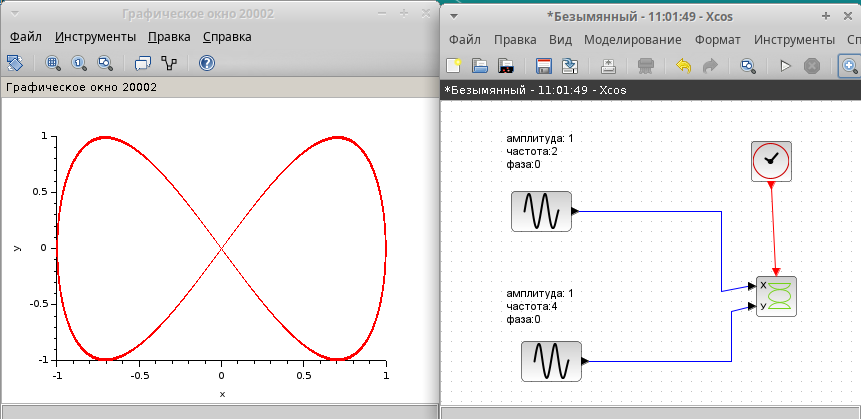 Графическое окно 20002
Файл Инструменты Правка Справка
Графическое окно 20002
1
0.5
0
-0.5
-1
y
-1 -0.5 0 0.5 1
x
*Безымянный - 11:01:49 - Xcos
Файл Правка Вид Моделирование Формат Инструменты Сп
*Безымянный - 11:01:49 - Xcos
амплитуда: 1
частота:2
фаза:0
амплитуда: 1
частота:4
фаза:0
X
У